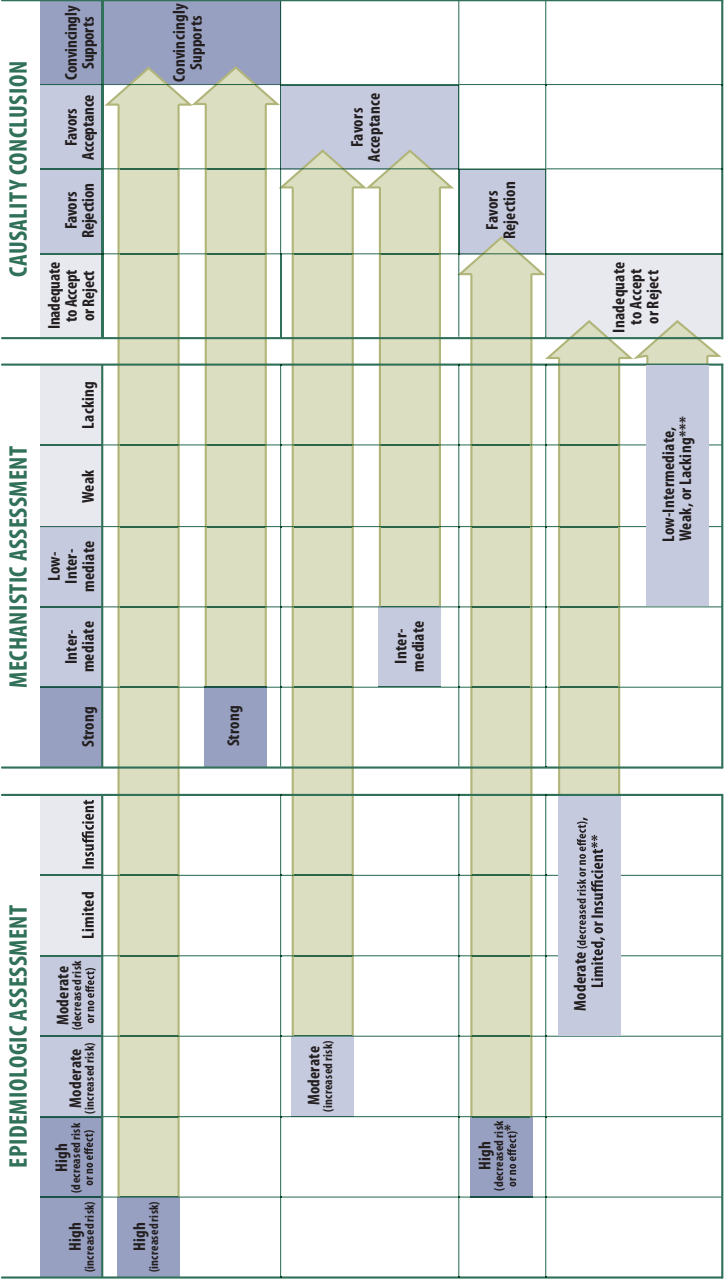 EPIDEMIOLOGIC ASSESSMENT
MECHANISTIC ASSESSMENT
CAUSALITY CONCLUSION
High
(increased risk)
High
(decreased risk
or no effect)
Moderate
(increased risk)
Moderate
(decreased risk
or no effect)
Limited
Insufficient
Strong
Inter-
mediate
Low-
Inter-
mediate
Weak
Lacking
Inadequate
to Accept
or Reject
Favors
Rejection
Favors
Acceptance
Convincingly
Supports
High
(increased risk)
Convincingly
Supports
Strong
Moderate
(increased risk)
Favors
Acceptance
Inter-
mediate
High
(decreased risk
or no effect)*
Favors
Rejection
Moderate (decreased risk or no effect),
Limited, or Insufficient**
Inadequate
to Accept
or Reject
Low-Intermediate,
Weak, or Lacking***